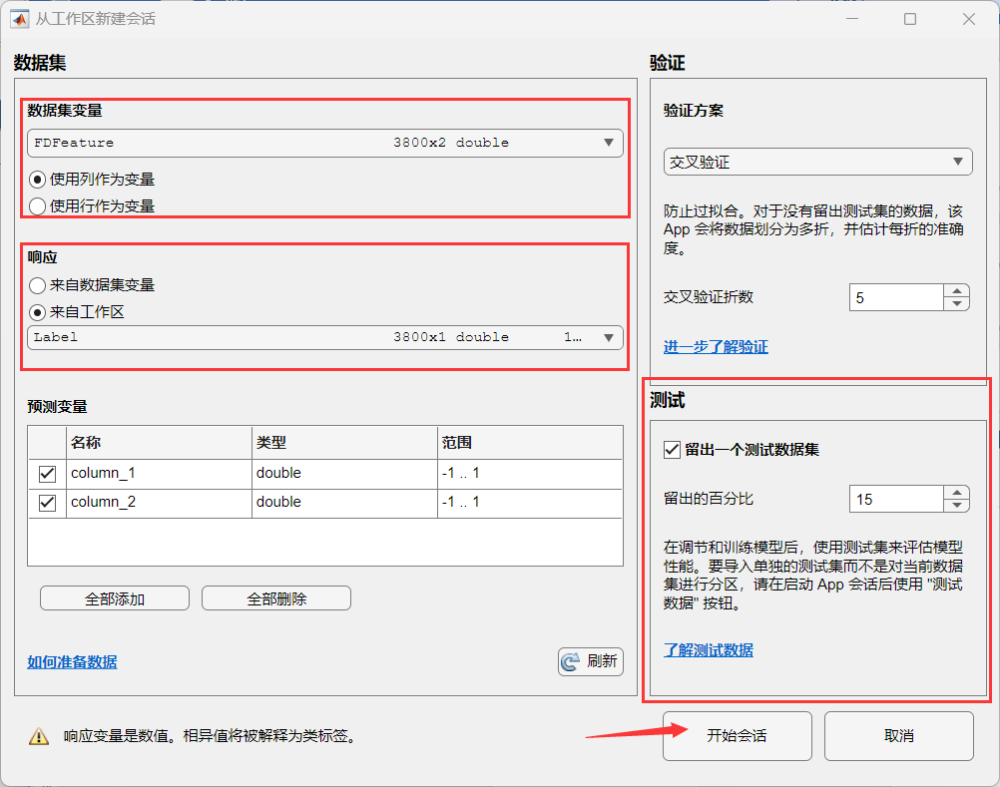 从工作区新建会话
数据集
数据集变量
FDFeature 3800x2 double
使用列作为变量
使用行作为变量
响应
来自数据集变量
来自工作区
Label 3800x1 double 1...
预测变量
名称 类型 范围
column_1 double -1 .. 1
column_2 double -1 .. 1
全部添加 全部删除
如何准备数据
刷新
响应变量是数值。相异值将被解释为类标签。
验证
验证方案
交叉验证
防止过拟合。对于没有留出测试集的数据，该
App 会将数据划分为多折，并估计每折的准确
度。
交叉验证折数 5
进一步了解验证
测试
留出一个测试数据集
留出的百分比 15
在调节和训练模型后，使用测试集来评估模型
性能。要导入单独的测试集而不是对当前数据
集进行分区，请在启动 App 会话后使用 "测试
数据" 按钮。
了解测试数据
开始会话 取消